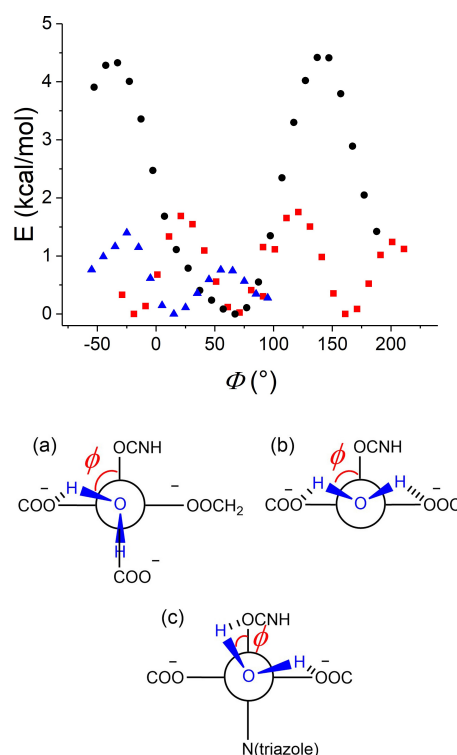 E (kcal/mol)
5
4
3
2
1
0
-50 0 50 100 150 200
Φ (°)
(a)
ϕ
OCNH
H
O
H
COO−
−OOCH2
COO−
(b)
ϕ
OCNH
H H
O
COO−
−OOC
(c)
H OCNH
ϕ
H
O
COO−
−OOC
N(triazole)